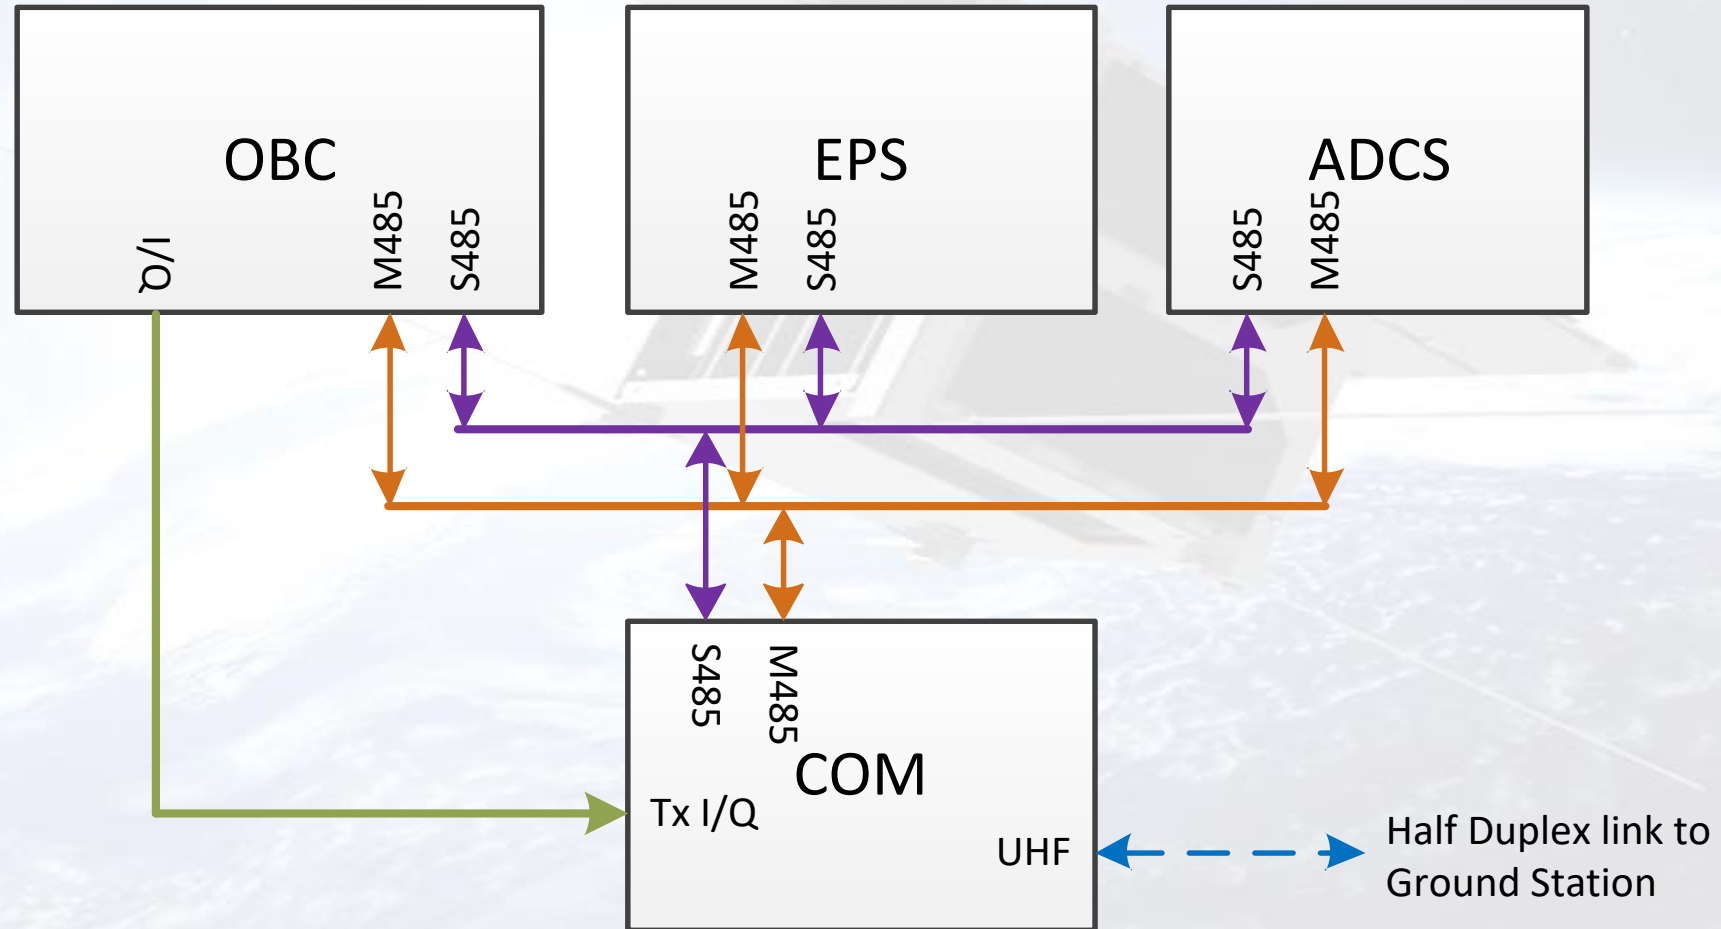 OBC
I/Q
M485
S485
EPS
M485
S485
ADCS
S485
M485
S485
M485
COM
Tx I/Q
UHF
Half Duplex link to
Ground Station